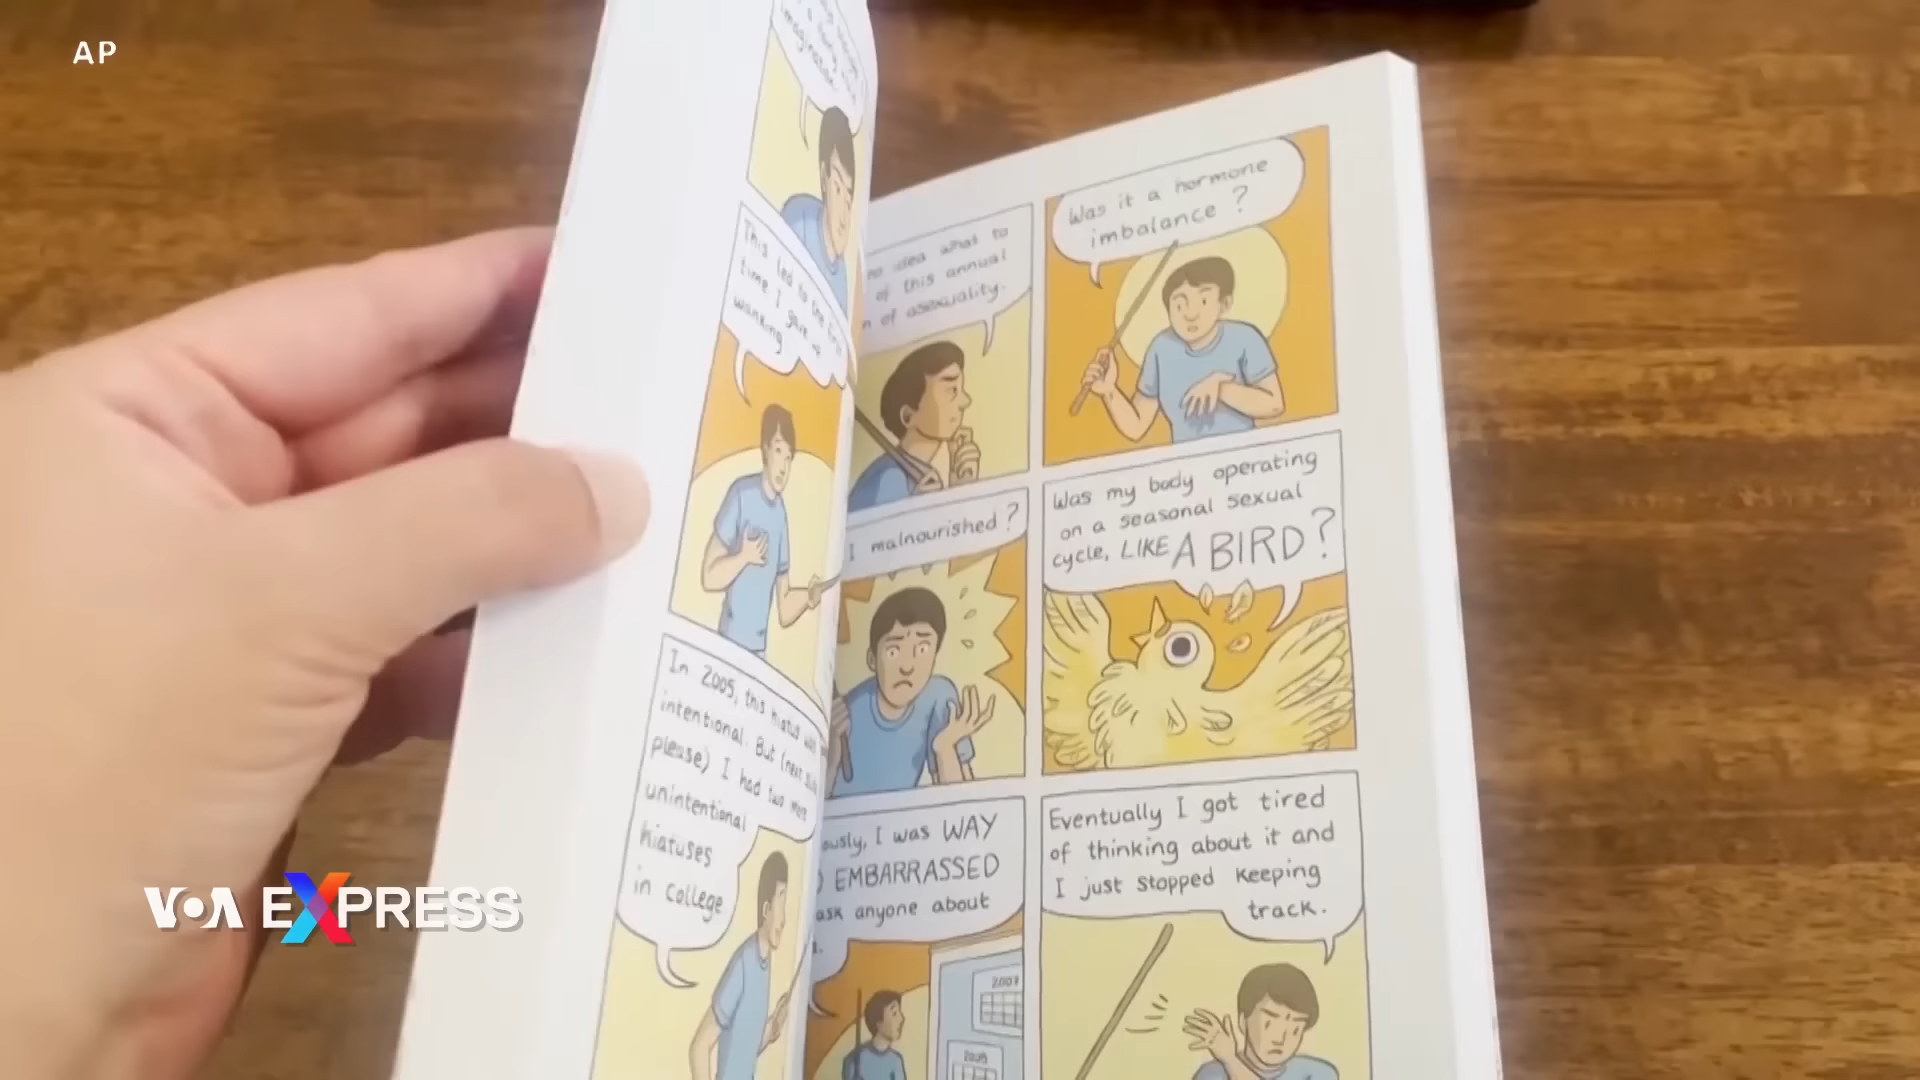 AP
imagination
This led to the first
time I gave up
wanking
In 2005, this hiatus was
intentional. But (next slide
please) I had two more
unintentional
hiatuses
in college
no idea what to
of this annual
of asexuality.
Was it a hormone
imbalance ?
I malnourished ?
Was my body operating
on a seasonal sexual
cycle, LIKE A BIRD?
I was WAY
EMBARRASSED
ask anyone about
2007
2008
Eventually I got tired
of thinking about it and
I just stopped keeping
track.
VOA EXPRESS